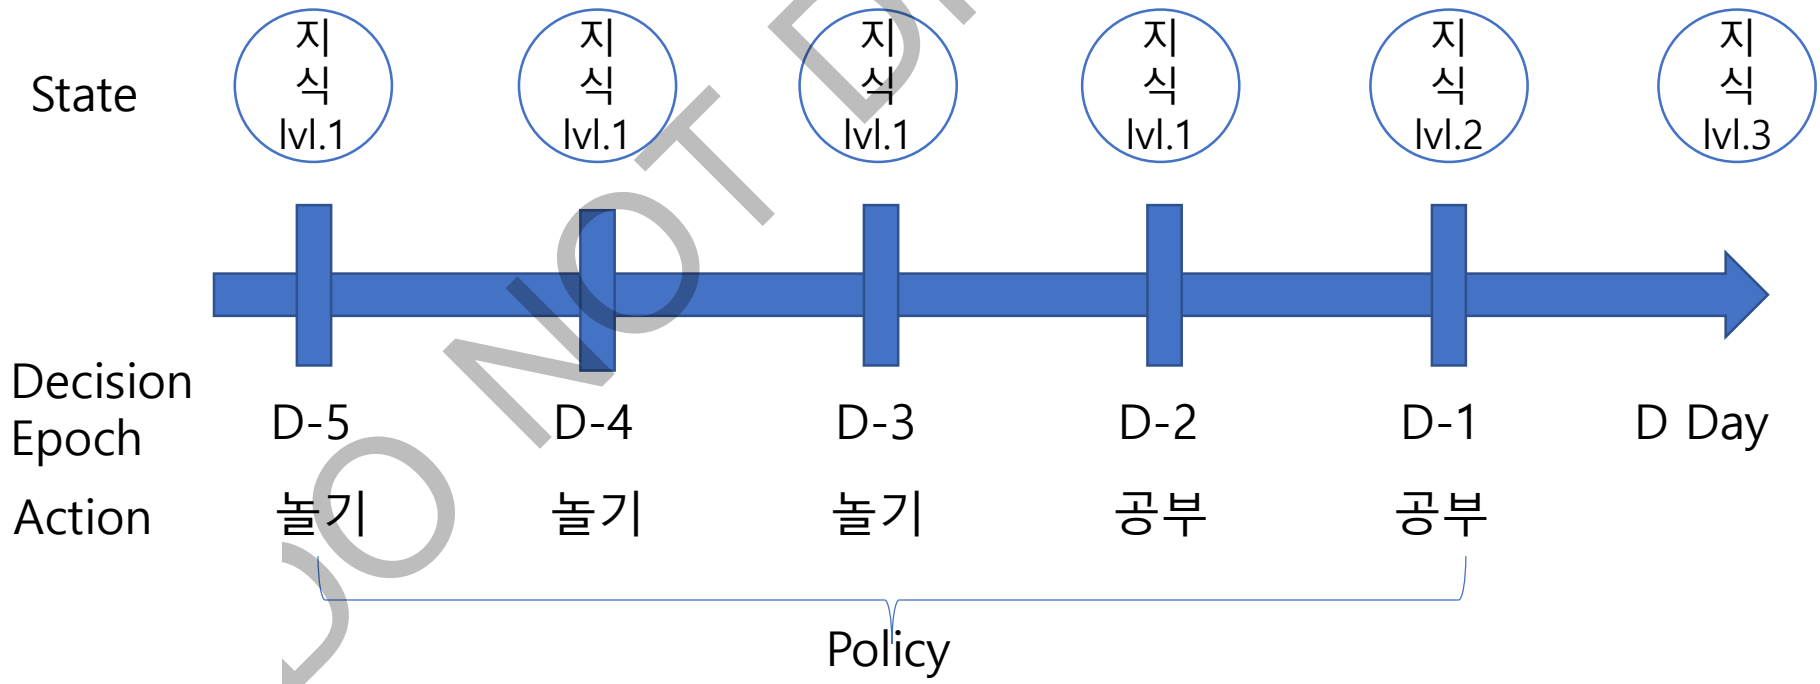 State
지
식
lvl.1
지
식
lvl.1
지
식
lvl.1
지
식
lvl.1
지
식
lvl.2
지
식
lvl.3
Decision
Epoch
D-5 D-4 D-3 D-2 D-1 D Day
Action 놀기 놀기 놀기 공부 공부
Policy
DO NOT